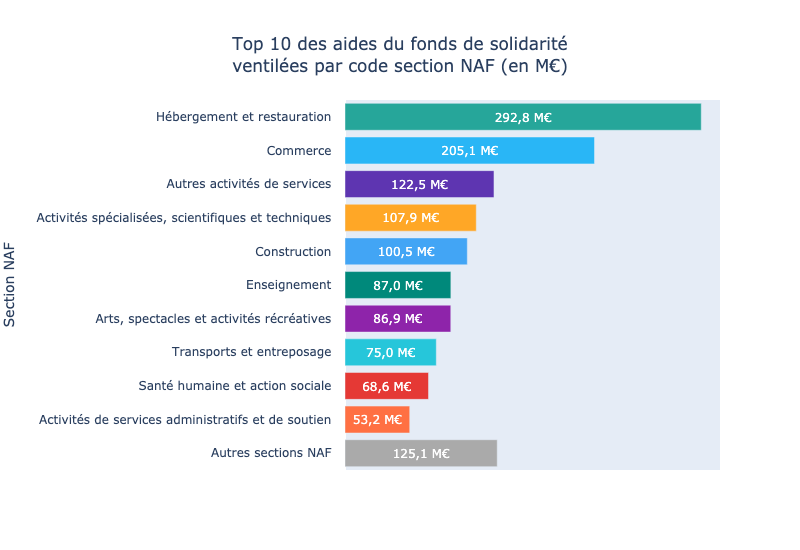 Top 10 des aides du fonds de solidarité
ventilées par code section NAF (en M€)
Section NAF
Hébergement et restauration 292,8 M€
Commerce 205,1 M€
Autres activités de services 122,5 M€
Activités spécialisées, scientifiques et techniques 107,9 M€
Construction 100,5 M€
Enseignement 87,0 M€
Arts, spectacles et activités récréatives 86,9 M€
Transports et entreposage 75,0 M€
Santé humaine et action sociale 68,6 M€
Activités de services administratifs et de soutien 53,2 M€
Autres sections NAF 125,1 M€